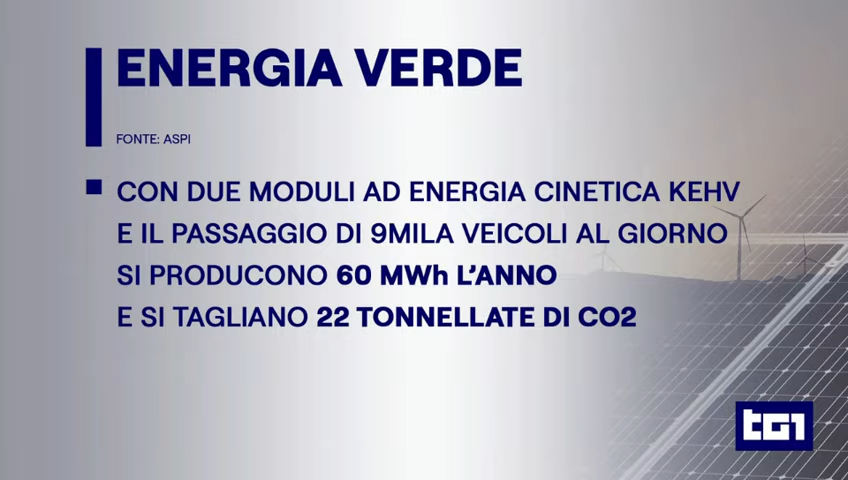 ENERGIA VERDE
FONTE: ASPI
CON DUE MODULI AD ENERGIA CINETICA KEHV
E IL PASSAGGIO DI 9MILA VEICOLI AL GIORNO
SI PRODUCONO 60 MWh L'ANNO
E SI TAGLIANO 22 TONNELLATE DI CO2
tG1